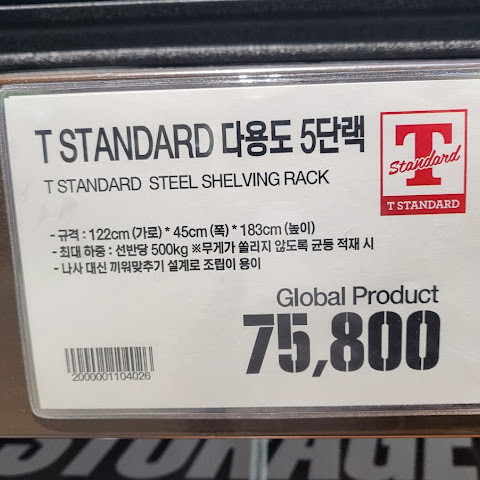 T STANDARD 다용도 5단랙
T STANDARD STEEL SHELVING RACK
T
Standard
T STANDARD
- 규격 : 122cm (가로) * 45cm (폭) * 183cm (높이)
- 최대 하중 : 선반당 500kg ※무게가 쏠리지 않도록 균등 적재 시
- 나사 대신 끼워맞추기 설계로 조립이 용이
Global Product
75,800
2000001104026
STORAGE